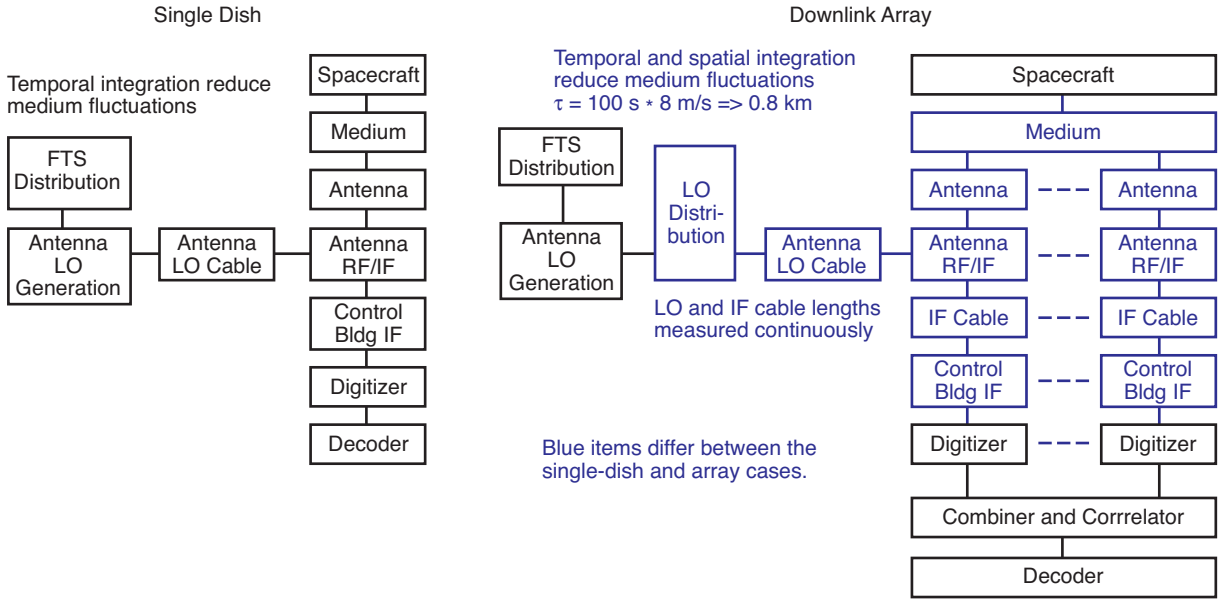 Single Dish
Temporal integration reduce
medium fluctuations
Spacecraft
Medium
FTS
Distribution
Antenna
Antenna
LO
Generation
Antenna
LO Cable
Antenna
RF/IF
Control
Bldg IF
Digitizer
Decoder
Downlink Array
Temporal and spatial integration
reduce medium fluctuations
τ = 100 s * 8 m/s => 0.8 km
Spacecraft
Medium
FTS
Distribution
LO
Distri-
bution
Antenna
Antenna
Antenna
LO
Generation
Antenna
LO Cable
Antenna
RF/IF
Antenna
RF/IF
LO and IF cable lengths
measured continuously
IF Cable
IF Cable
Control
Bldg IF
Control
Bldg IF
Blue items differ between the
single-dish and array cases.
Digitizer
Digitizer
Combiner and Corrrelator
Decoder